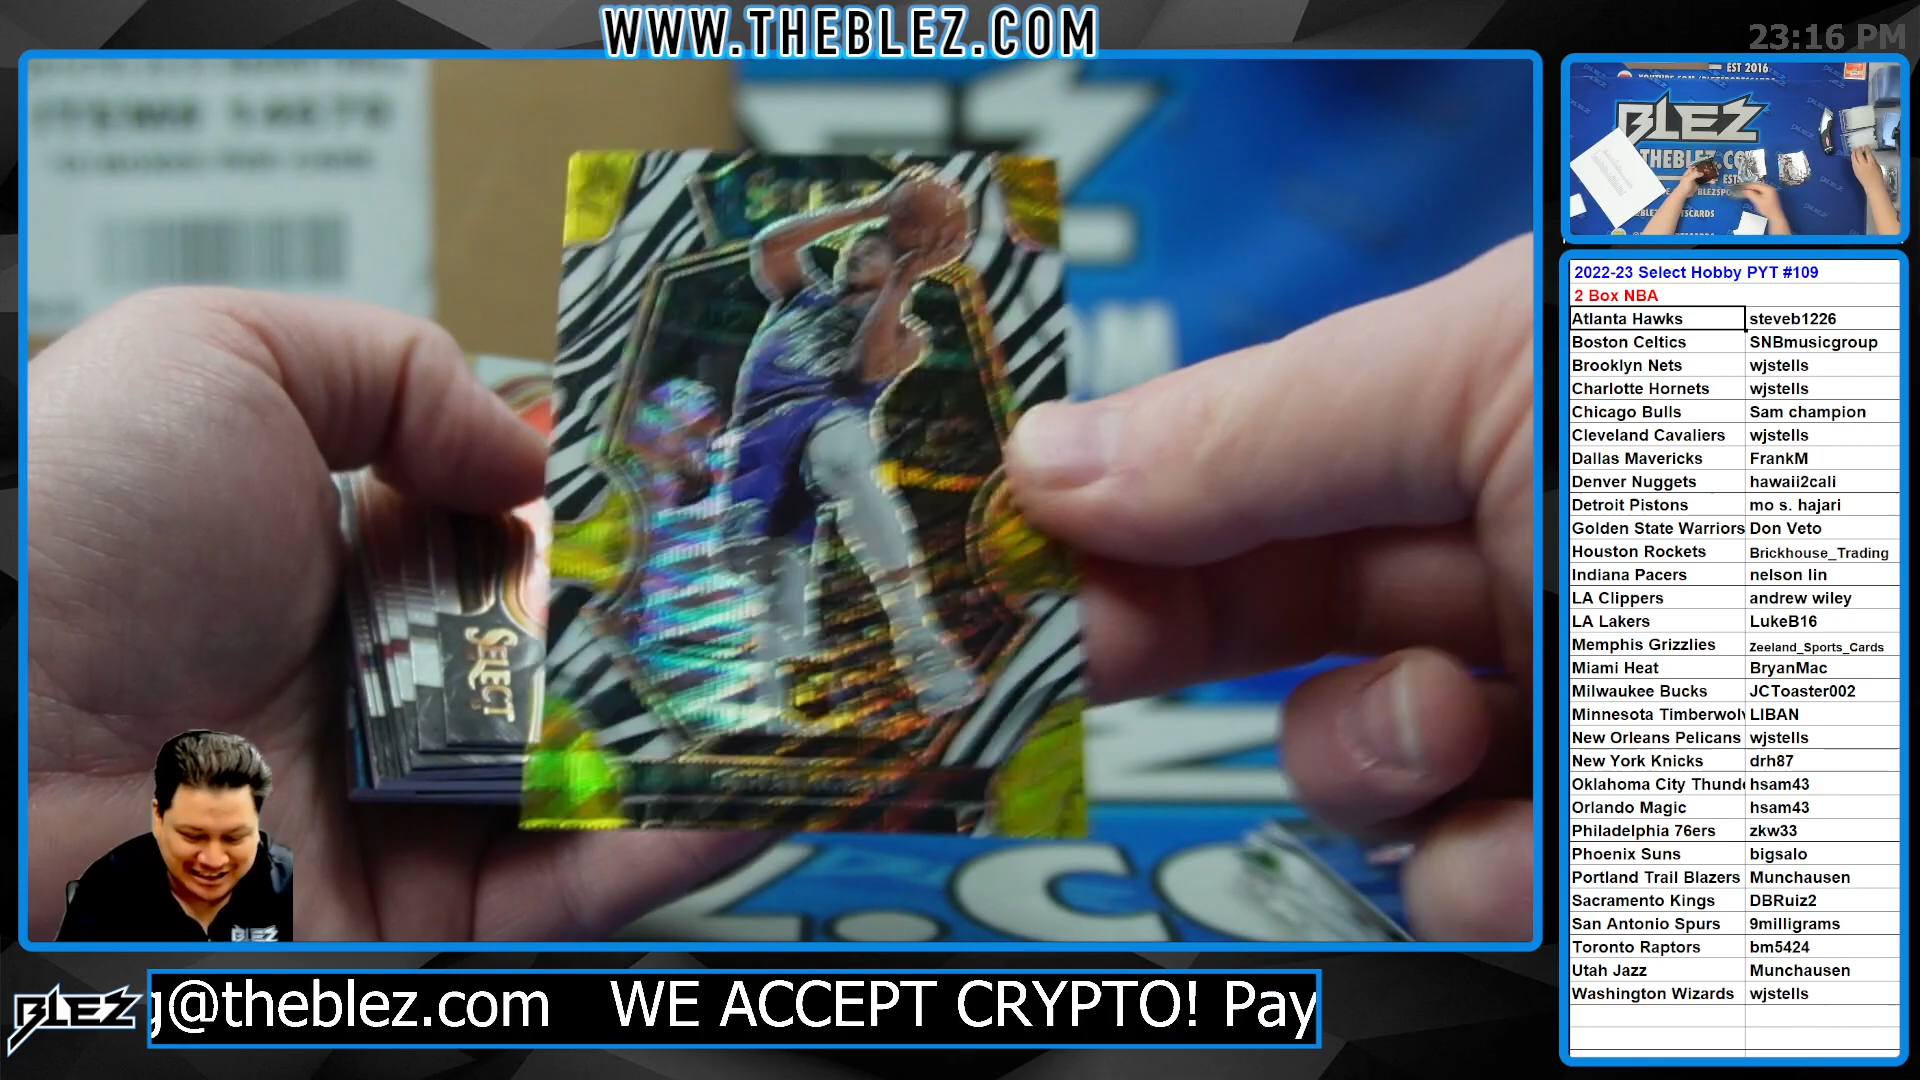 WWW.THEBLEZ.COM
23:16 PM
EST 2016
BLEZ
THEBLEZ.CO
2022-23 Select Hobby PYT #109
2 Box NBA
Atlanta Hawks steveb1226
Boston Celtics SNBmusicgroup
Brooklyn Nets wjstells
Charlotte Hornets wjstells
Chicago Bulls Sam champion
Cleveland Cavaliers wjstells
Dallas Mavericks FrankM
Denver Nuggets hawaii2cali
Detroit Pistons mo s. hajari
Golden State Warriors Don Veto
Houston Rockets Brickhouse_Trading
Indiana Pacers nelson lin
LA Clippers andrew wiley
LA Lakers LukeB16
Memphis Grizzlies Zeeland_Sports_Cards
Miami Heat BryanMac
Milwaukee Bucks JCToaster002
Minnesota Timberwolv LIBAN
New Orleans Pelicans wjstells
New York Knicks drh87
Oklahoma City Thunde hsam43
Orlando Magic hsam43
Philadelphia 76ers zkw33
Phoenix Suns bigsalo
Portland Trail Blazers Munchausen
Sacramento Kings DBRuiz2
San Antonio Spurs 9milligrams
Toronto Raptors bm5424
Utah Jazz Munchausen
Washington Wizards wjstells
SELECT
BLEZ
BLEZ
g@theblez.com WE ACCEPT CRYPTO! Pay